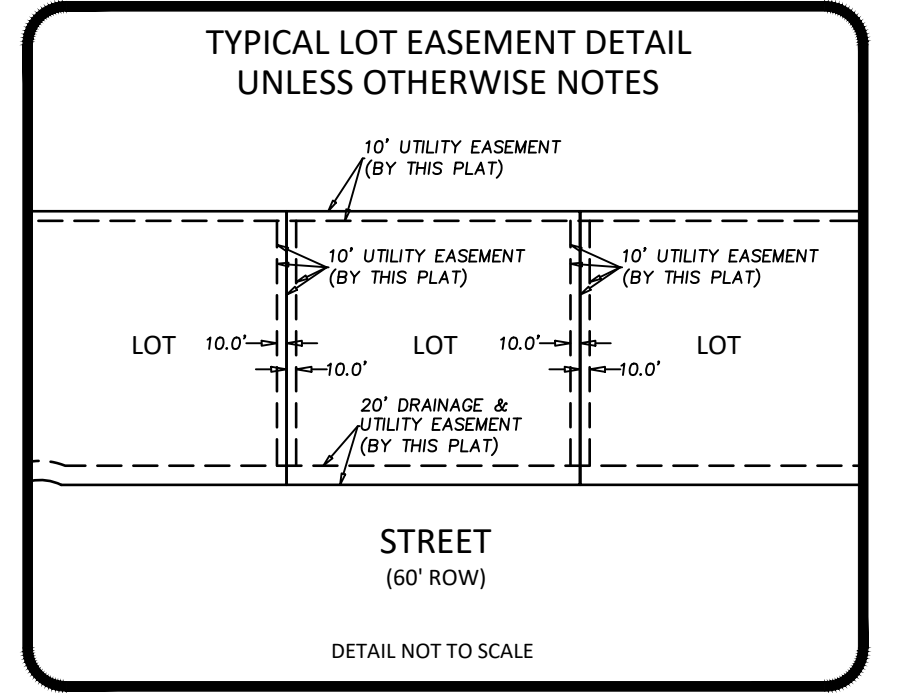 TYPICAL LOT EASEMENT DETAIL
UNLESS OTHERWISE NOTES
10' UTILITY EASEMENT
(BY THIS PLAT)
10' UTILITY EASEMENT
(BY THIS PLAT)
10' UTILITY EASEMENT
(BY THIS PLAT)
LOT
10.0'
LOT
10.0'
LOT
10.0'
10.0'
20' DRAINAGE &
UTILITY EASEMENT
(BY THIS PLAT)
STREET
(60' ROW)
DETAIL NOT TO SCALE